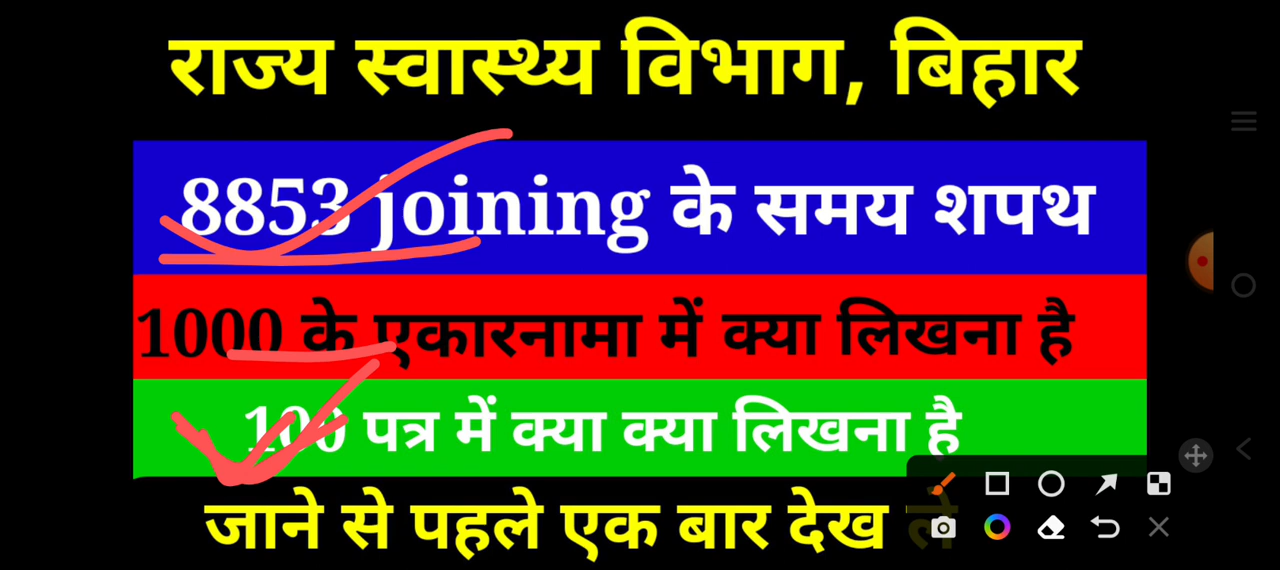 राज्य स्वास्थ्य विभाग, बिहार
8853 joining के समय शपथ
1000 के एकारनामा में क्या लिखना है
100 पत्र में क्या क्या लिखना है
जाने से पहले एक बार देख ले